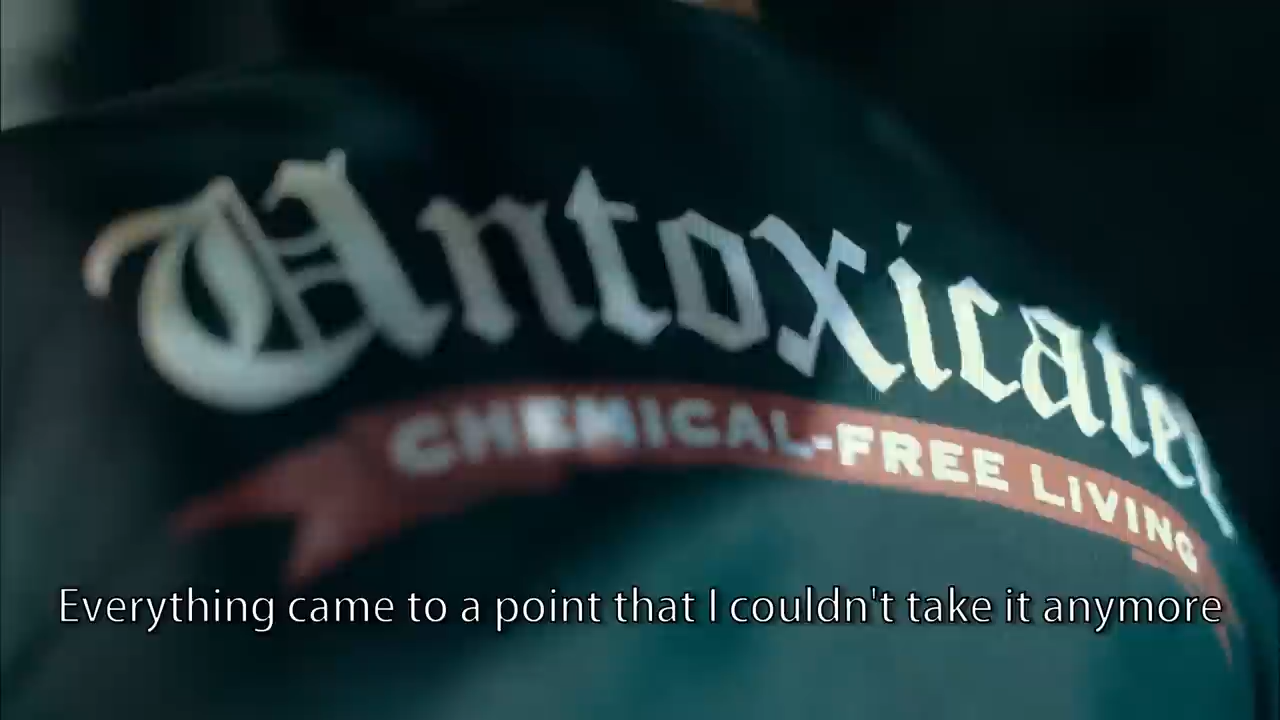 Untoxicated
CHEMICAL-FREE LIVING
Everything came to a point that I couldn't take it anymore